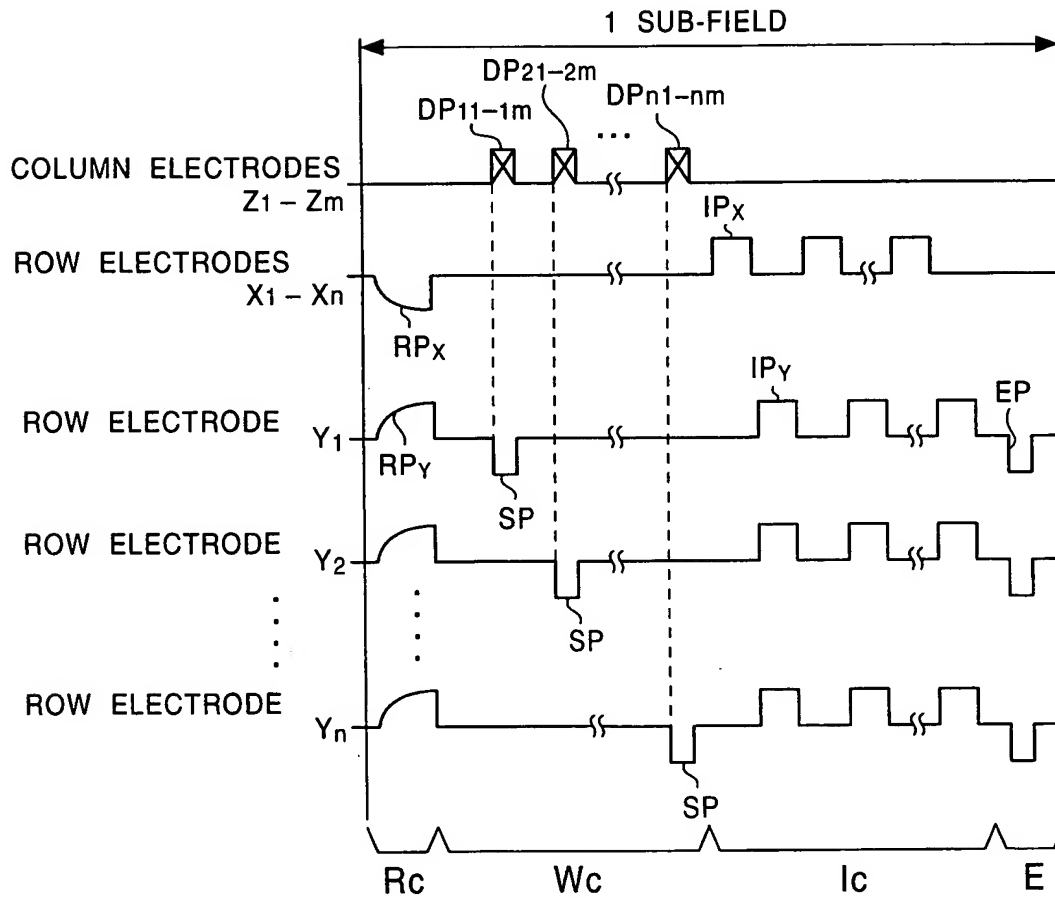 1 SUB-FIELD
DP21-2m
DP11-1m
DPn1-nm
...
COLUMN ELECTRODES
Z1 – Zm
IPX
ROW ELECTRODES
X1 – Xn
RPX
IPY
EP
ROW ELECTRODE Y1
RPY
SP
ROW ELECTRODE Y2
SP
ROW ELECTRODE Yn
SP
Rc Wc Ic E